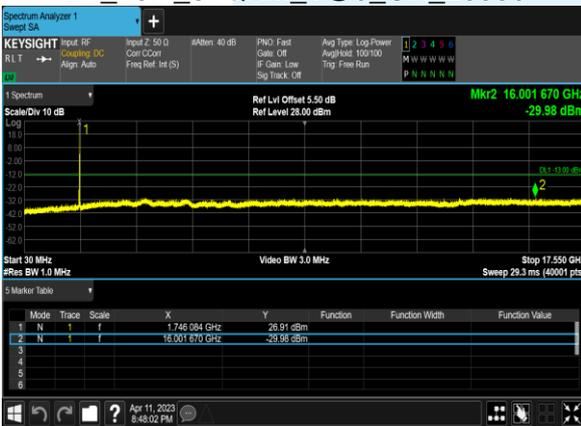 Spectrum Analyzer 1
Swept SA
KEYSIGHT Input: RF Input Z: 50 Ω #Atten: 40 dB PNO: Fast Avg Type: Log-Power 1 2 3 4 5 6
RLT Coupling: DC Corr CCorr Gate: Off Avg|Hold: 100/100 M W W W W W
Align: Auto Freq Ref: Int (S) IF Gain: Low Trig: Free Run
Sig Track: Off P N N N N N
1 Spectrum
Scale/Div 10 dB
Ref Lvl Offset 5.50 dB
Ref Level 28.00 dBm
Mkr2 16.001 670 GHz
-29.98 dBm
Log
18.0
8.00
-2.00
-12.0
-22.0
-32.0
-42.0
-52.0
-62.0
1
DL1 -13.00 dBm
2
Start 30 MHz Video BW 3.0 MHz Stop 17.550 GHz
#Res BW 1.0 MHz Sweep 29.3 ms (40001 pts
5 Marker Table
Mode Trace Scale X Y Function Function Width Function Value
1 N 1 f 1.746 084 GHz 26.91 dBm
2 N 1 f 16.001 670 GHz -29.98 dBm
3
4
5
6
?
Apr 11, 2023
8:48:02 PM